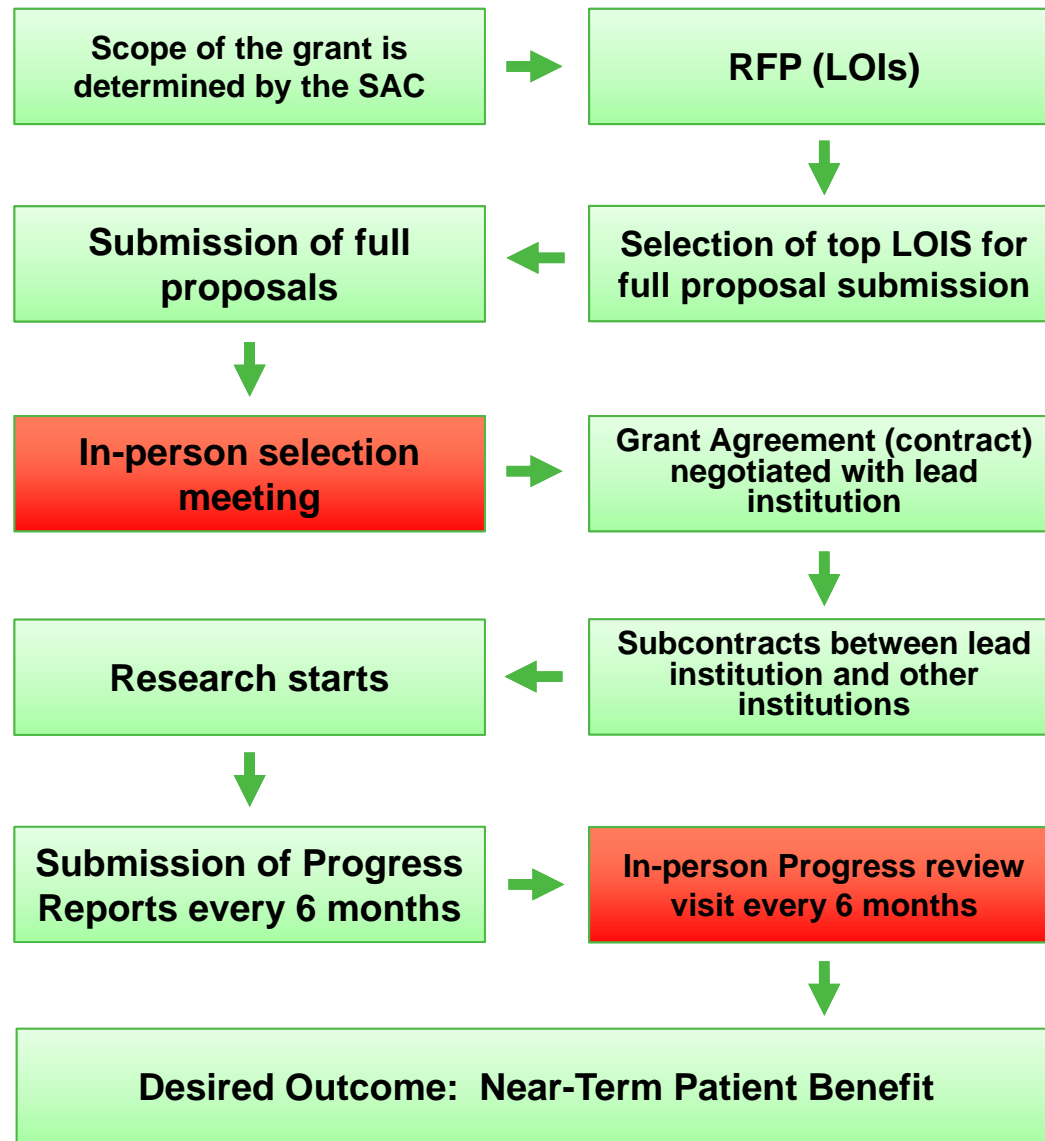 Scope of the grant is
determined by the SAC
RFP (LOIs)
Selection of top LOIS for
full proposal submission
Submission of full
proposals
In-person selection
meeting
Grant Agreement (contract)
negotiated with lead
institution
Subcontracts between lead
institution and other
institutions
Research starts
Submission of Progress
Reports every 6 months
In-person Progress review
visit every 6 months
Desired Outcome: Near-Term Patient Benefit